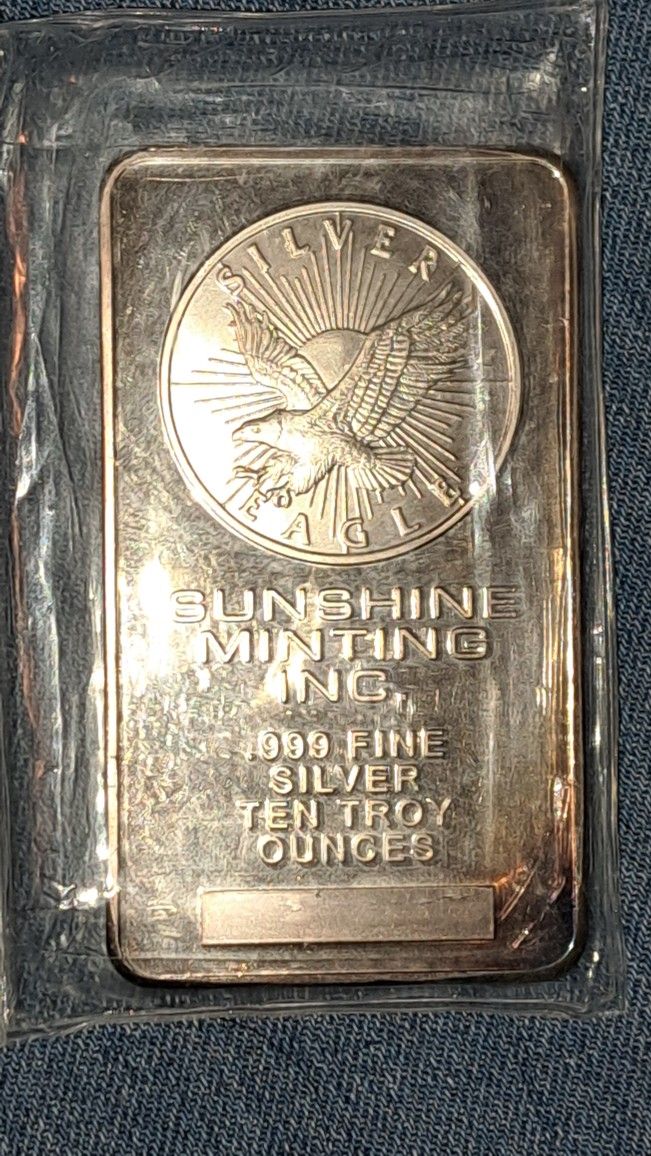 SILVER
EAGLE
SUNSHINE
MINTING
INC.
.999 FINE
SILVER
TEN TROY
OUNCES